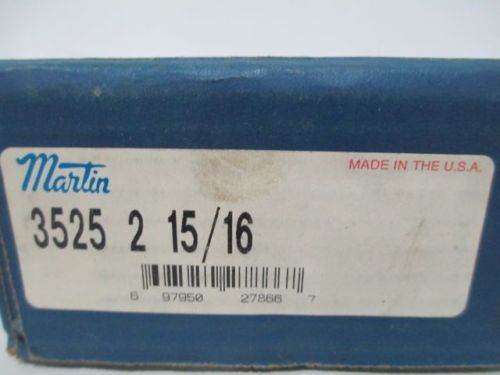 Martin
MADE IN THE U.S.A.
3525 2 15/16
6 97950 27866 7